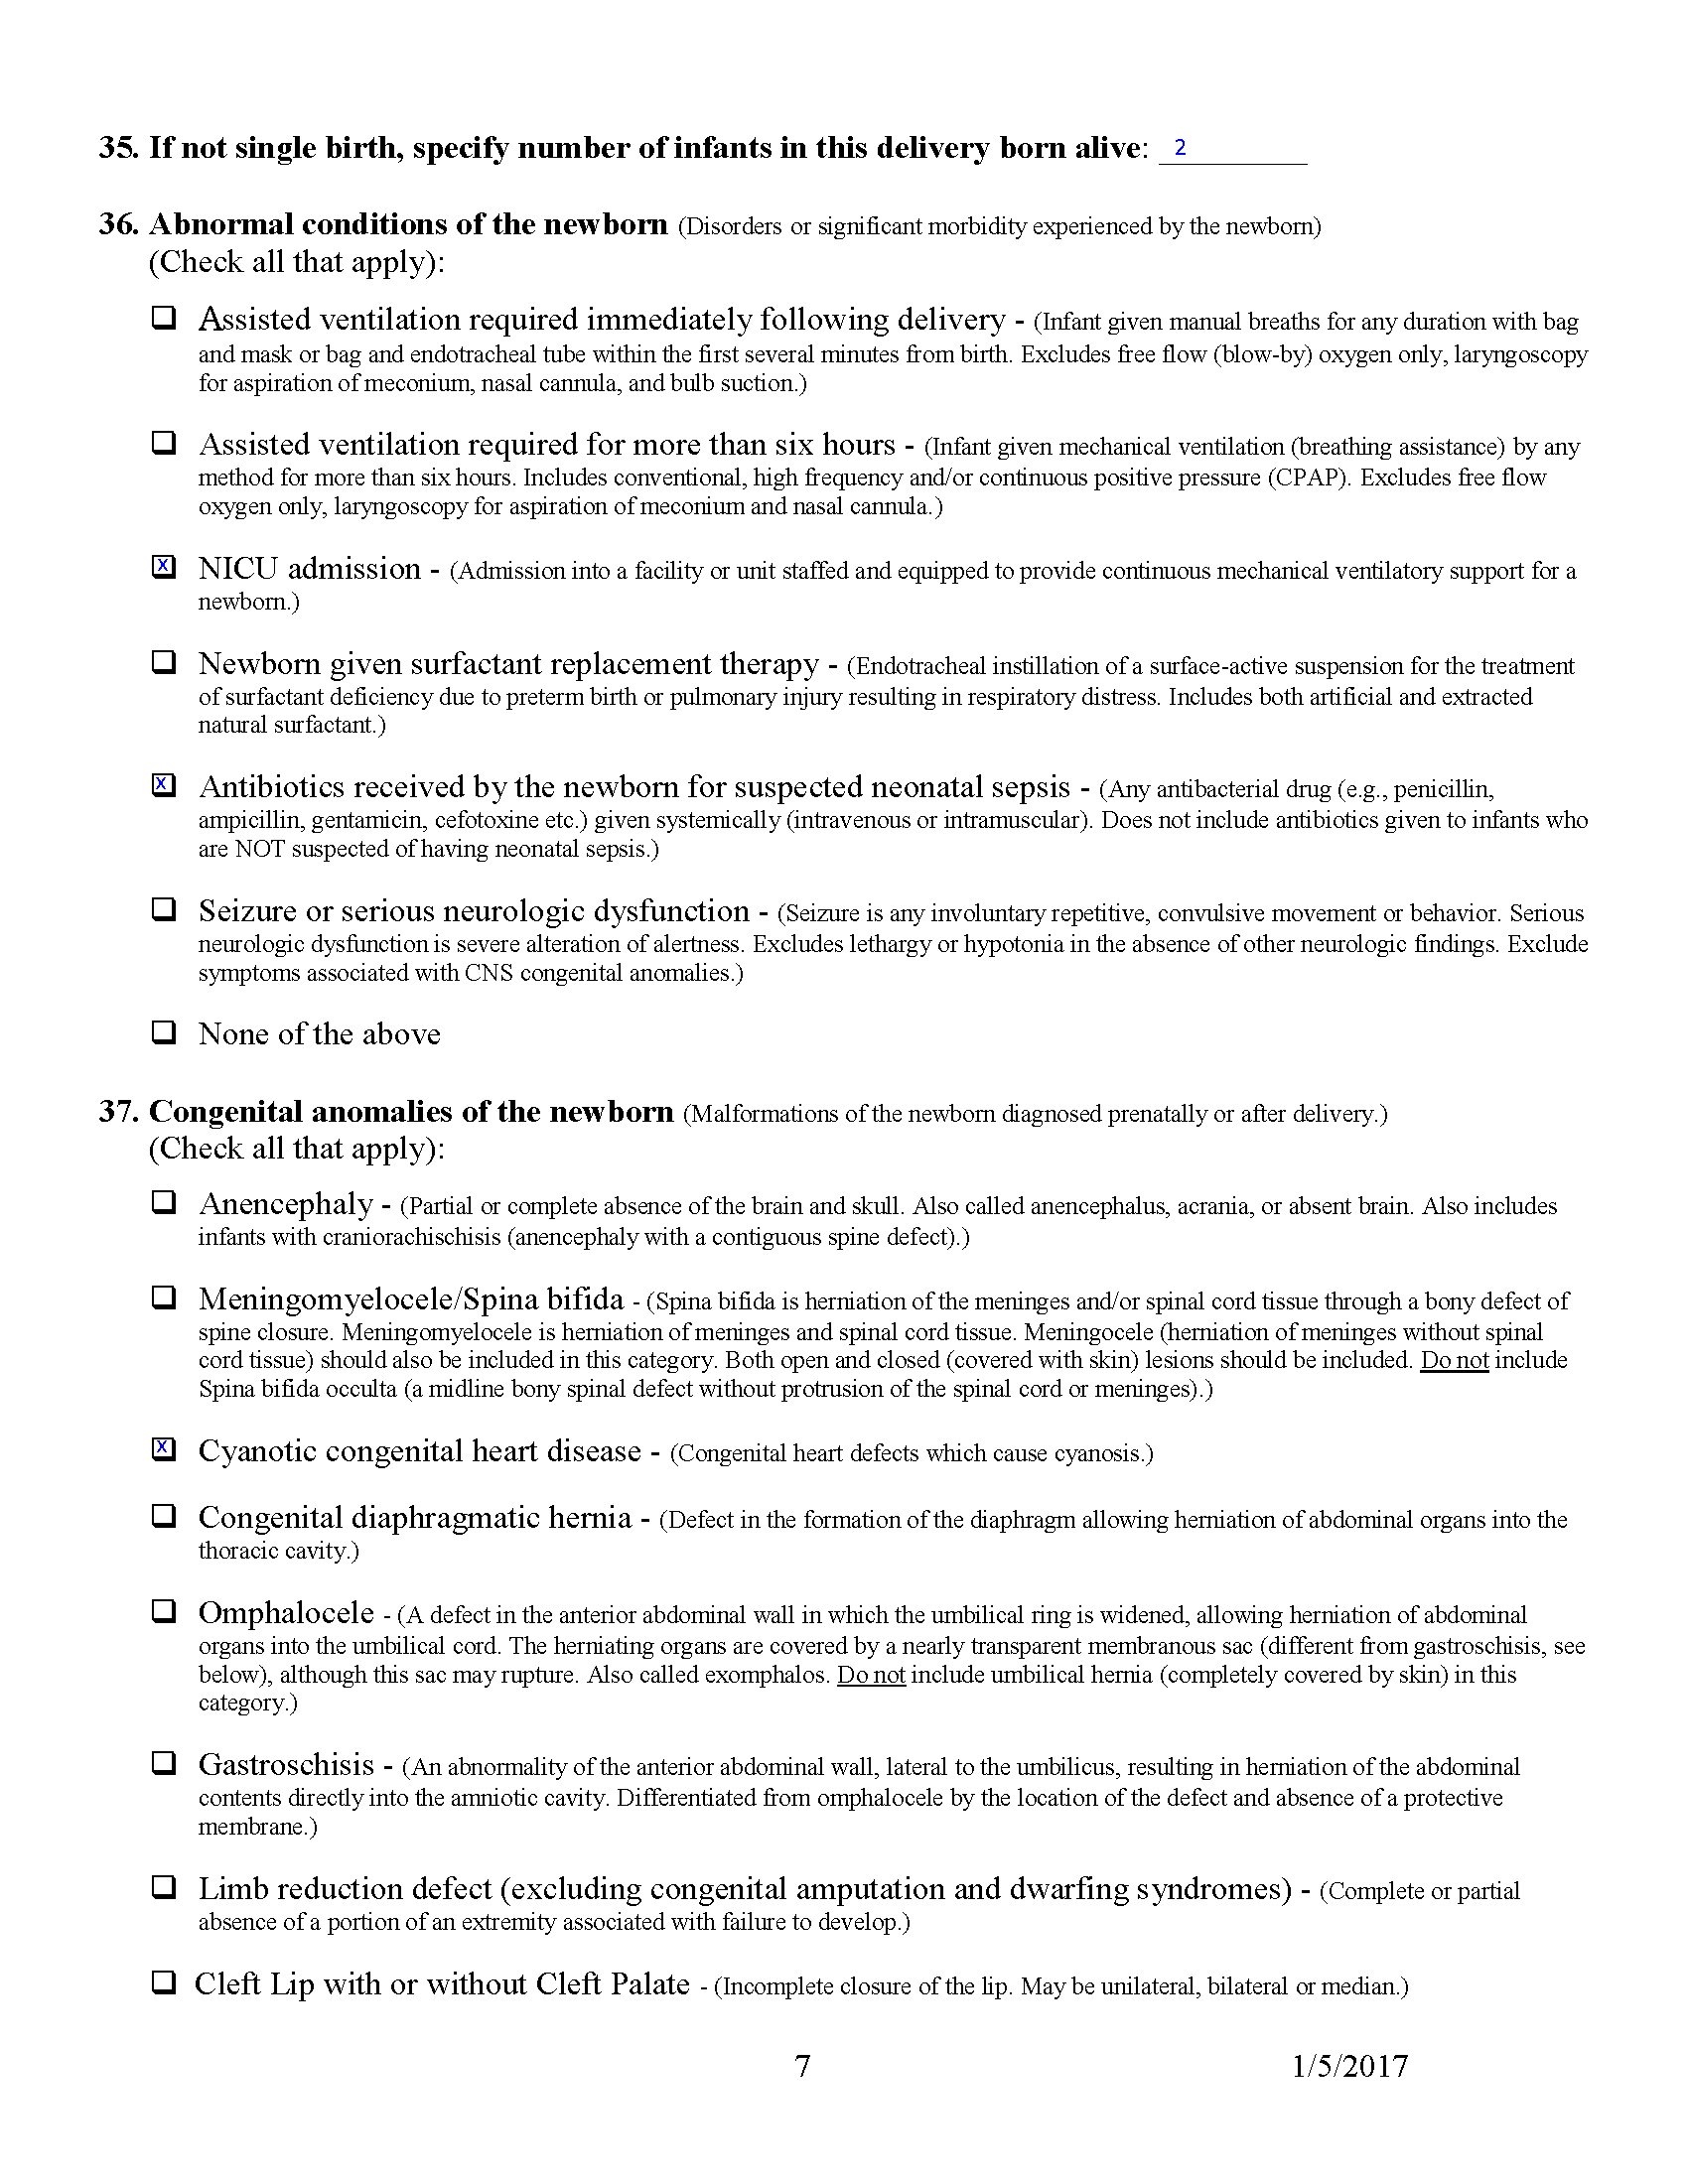 35. If not single birth, specify number of infants in this delivery born alive: 2
36. Abnormal conditions of the newborn (Disorders or significant morbidity experienced by the newborn)
(Check all that apply):
❑ Assisted ventilation required immediately following delivery - (Infant given manual breaths for any duration with bag
and mask or bag and endotracheal tube within the first several minutes from birth. Excludes free flow (blow-by) oxygen only, laryngoscopy
for aspiration of meconium, nasal cannula, and bulb suction.)
❑ Assisted ventilation required for more than six hours - (Infant given mechanical ventilation (breathing assistance) by any
method for more than six hours. Includes conventional, high frequency and/or continuous positive pressure (CPAP). Excludes free flow
oxygen only, laryngoscopy for aspiration of meconium and nasal cannula.)
X NICU admission - (Admission into a facility or unit staffed and equipped to provide continuous mechanical ventilatory support for a
newborn.)
❑ Newborn given surfactant replacement therapy - (Endotracheal instillation of a surface-active suspension for the treatment
of surfactant deficiency due to preterm birth or pulmonary injury resulting in respiratory distress. Includes both artificial and extracted
natural surfactant.)
X Antibiotics received by the newborn for suspected neonatal sepsis - (Any antibacterial drug (e.g., penicillin,
ampicillin, gentamicin, cefotoxine etc.) given systemically (intravenous or intramuscular). Does not include antibiotics given to infants who
are NOT suspected of having neonatal sepsis.)
❑ Seizure or serious neurologic dysfunction - (Seizure is any involuntary repetitive, convulsive movement or behavior. Serious
neurologic dysfunction is severe alteration of alertness. Excludes lethargy or hypotonia in the absence of other neurologic findings. Exclude
symptoms associated with CNS congenital anomalies.)
❑ None of the above
37. Congenital anomalies of the newborn (Malformations of the newborn diagnosed prenatally or after delivery.)
(Check all that apply):
❑ Anencephaly - (Partial or complete absence of the brain and skull. Also called anencephalus, acrania, or absent brain. Also includes
infants with craniorachischisis (anencephaly with a contiguous spine defect).)
❑ Meningomyelocele/Spina bifida - (Spina bifida is herniation of the meninges and/or spinal cord tissue through a bony defect of
spine closure. Meningomyelocele is herniation of meninges and spinal cord tissue. Meningocele (herniation of meninges without spinal
cord tissue) should also be included in this category. Both open and closed (covered with skin) lesions should be included. Do not include
Spina bifida occulta (a midline bony spinal defect without protrusion of the spinal cord or meninges).)
X Cyanotic congenital heart disease - (Congenital heart defects which cause cyanosis.)
❑ Congenital diaphragmatic hernia - (Defect in the formation of the diaphragm allowing herniation of abdominal organs into the
thoracic cavity.)
❑ Omphalocele - (A defect in the anterior abdominal wall in which the umbilical ring is widened, allowing herniation of abdominal
organs into the umbilical cord. The herniating organs are covered by a nearly transparent membranous sac (different from gastroschisis, see
below), although this sac may rupture. Also called exomphalos. Do not include umbilical hernia (completely covered by skin) in this
category.)
❑ Gastroschisis - (An abnormality of the anterior abdominal wall, lateral to the umbilicus, resulting in herniation of the abdominal
contents directly into the amniotic cavity. Differentiated from omphalocele by the location of the defect and absence of a protective
membrane.)
❑ Limb reduction defect (excluding congenital amputation and dwarfing syndromes) - (Complete or partial
absence of a portion of an extremity associated with failure to develop.)
❑ Cleft Lip with or without Cleft Palate - (Incomplete closure of the lip. May be unilateral, bilateral or median.)
7 1/5/2017